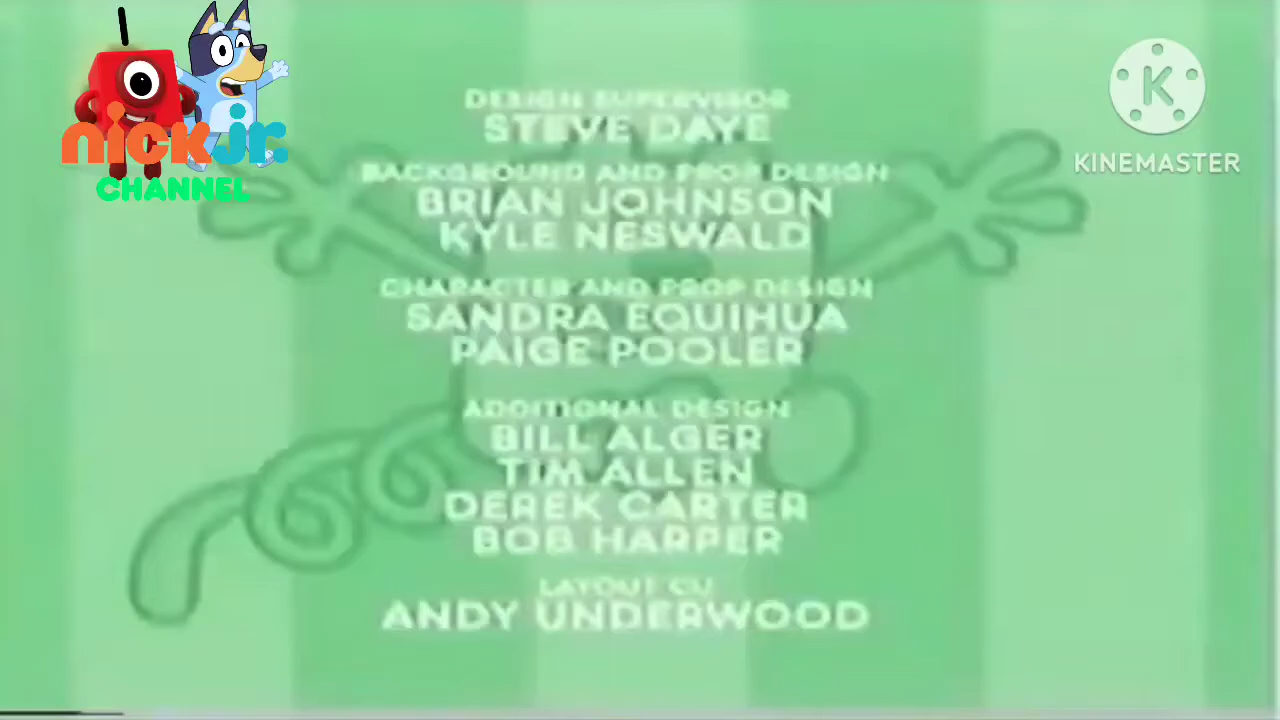 nick jr.
CHANNEL
K
KINEMASTER
DESIGN SUPERVISOR
STEVE DAYE
BACKGROUND AND PROP DESIGN
BRIAN JOHNSON
KYLE NESWALD
CHARACTER AND PROP DESIGN
SANDRA EQUIHUA
PAIGE POOLER
ADDITIONAL DESIGN
BILL ALGER
TIM ALLEN
DEREK CARTER
BOB HARPER
LAYOUT
ANDY UNDERWOOD